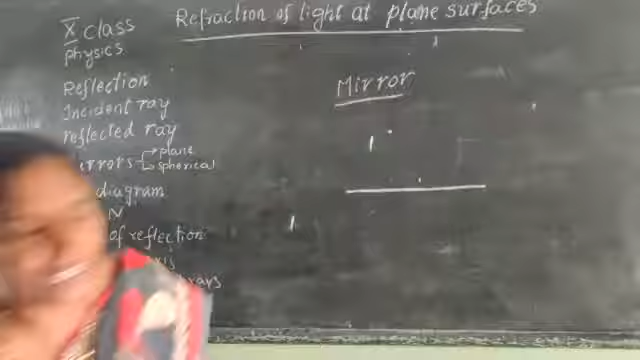 X class
Physics
Refraction of light at plane surfaces
Reflection
Incident ray
reflected ray
plane
spherical
diagram
N
of reflection
Mirror